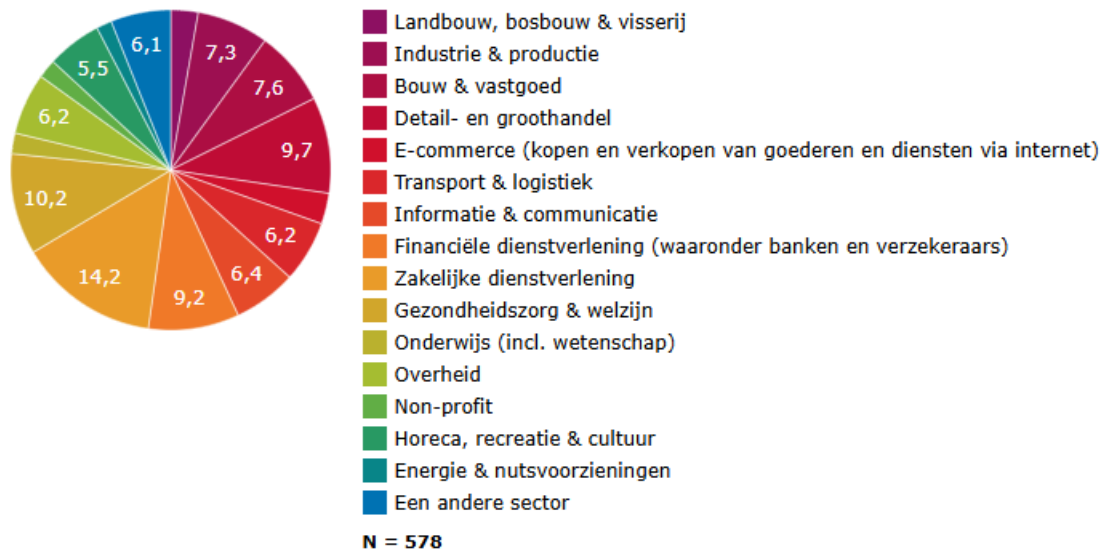 6,1
7,3
7,6
9,7
6,2
6,4
9,2
14,2
10,2
6,2
5,5
Landbouw, bosbouw & visserij
Industrie & productie
Bouw & vastgoed
Detail- en groothandel
E-commerce (kopen en verkopen van goederen en diensten via internet)
Transport & logistiek
Informatie & communicatie
Financiële dienstverlening (waaronder banken en verzekeraars)
Zakelijke dienstverlening
Gezondheidszorg & welzijn
Onderwijs (incl. wetenschap)
Overheid
Non-profit
Horeca, recreatie & cultuur
Energie & nutsvoorzieningen
Een andere sector
N = 578